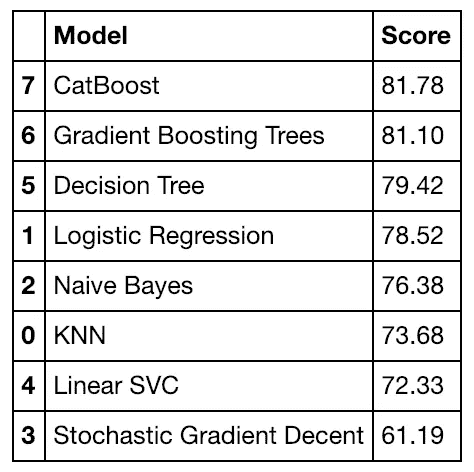 Model Score
7 CatBoost 81.78
6 Gradient Boosting Trees 81.10
5 Decision Tree 79.42
1 Logistic Regression 78.52
2 Naive Bayes 76.38
0 KNN 73.68
4 Linear SVC 72.33
3 Stochastic Gradient Decent 61.19